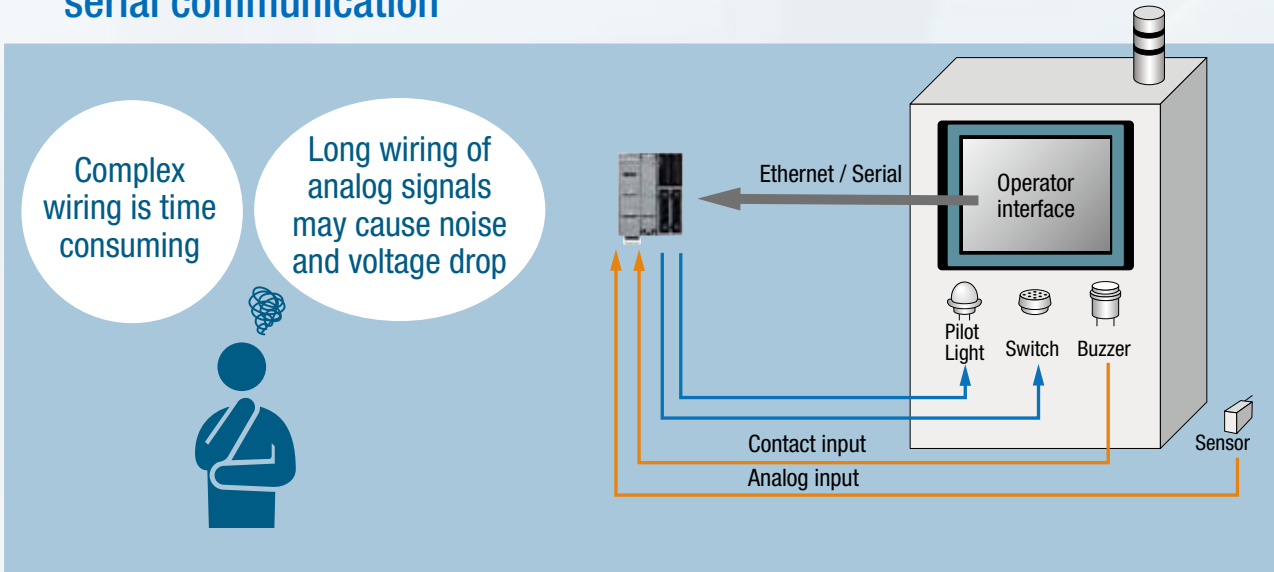 serial communication
Complex
wiring is time
consuming
Long wiring of
analog signals
may cause noise
and voltage drop
Ethernet / Serial
Operator
interface
Pilot
Light
Switch
Buzzer
Contact input
Analog input
Sensor